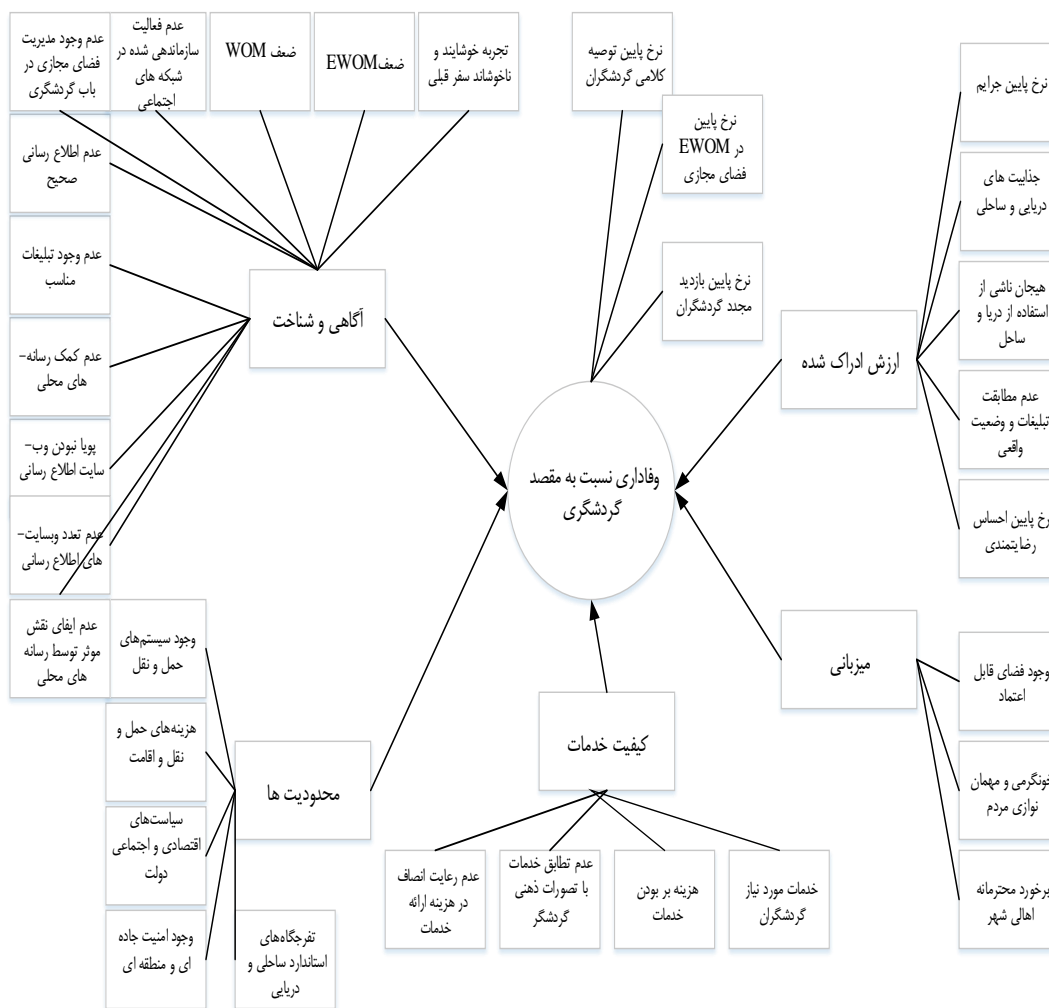 عدم وجود مدیریت
فضای مجازی در
باب گردشگری
عدم فعالیت
سازماندهی شده در
شبکه های
اجتماعی
ضعف WOM
ضعفEWOM
تجربه خوشایند و
ناخوشاند سفر قبلی
عدم اطلاع رسانی
صحیح
عدم وجود تبلیغات
مناسب
عدم کمک رسانه-
های محلی
پویا نبودن وب-
سایت اطلاع رسانی
عدم تعدد وبسایت-
های اطلاع رسانی
عدم ایفای نقش
موثر توسط رسانه
های محلی
آگاهی و شناخت
نرخ پایین توصیه
کلامی گردشگران
نرخ پایین
EWOM در
فضای مجازی
نرخ پایین بازدید
مجدد گردشگران
وفاداری نسبت به مقصد
گردشگری
نرخ پایین جرایم
جذابیت های
دریایی و ساحلی
هیجان ناشی از
استفاده از دریا و
ساحل
عدم مطابقت
تبلیغات و وضعیت
واقعی
نرخ پایین احساس
رضایتمندی
ارزش ادراک شده
میزبانی
وجود فضای قابل
اعتماد
خونگرمی و مهمان
نوازی مردم
برخورد محترمانه
اهالی شهر
کیفیت خدمات
خدمات مورد نیاز
گردشگران
هزینه بر بودن
خدمات
عدم تطابق خدمات
با تصورات ذهنی
گردشگر
عدم رعایت انصاف
در هزینه ارائه
خدمات
محدودیت ها
وجود سیستم‌های
حمل و نقل
هزینه‌های حمل و
نقل و اقامت
سیاست‌های
اقتصادی و اجتماعی
دولت
وجود امنیت جاده
ای و منطقه ای
تفرجگاه‌های
استاندارد ساحلی و
دریایی